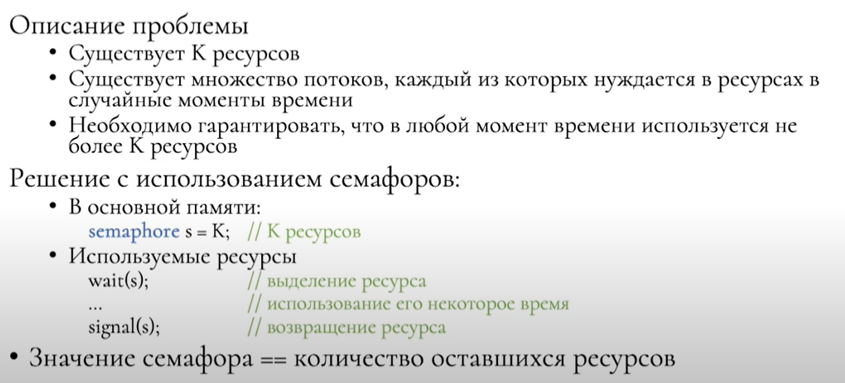 Описание проблемы
• Существует К ресурсов
• Существует множество потоков, каждый из которых нуждается в ресурсах в
случайные моменты времени
• Необходимо гарантировать, что в любой момент времени используется не
более К ресурсов
Решение с использованием семафоров:
• В основной памяти:
semaphore s = K; // К ресурсов
• Используемые ресурсы
wait(s); // выделение ресурса
... // использование его некоторое время
signal(s); // возвращение ресурса
• Значение семафора == количество оставшихся ресурсов